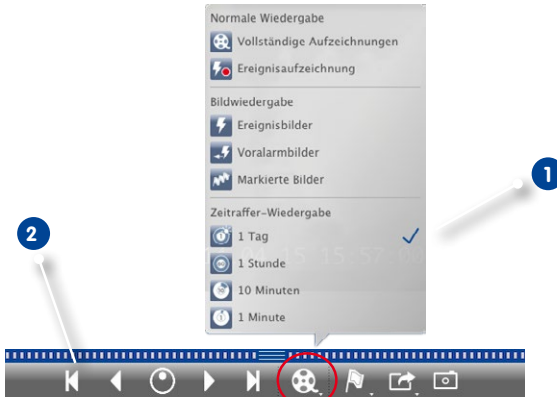 Normale Wiedergabe
Vollständige Aufzeichnungen
Ereignisaufzeichnung
Bildwiedergabe
Ereignisbilder
Voralarmbilder
Markierte Bilder
Zeitraffer-Wiedergabe
1 Tag
1 Stunde
10 Minuten
1 Minute
1
2